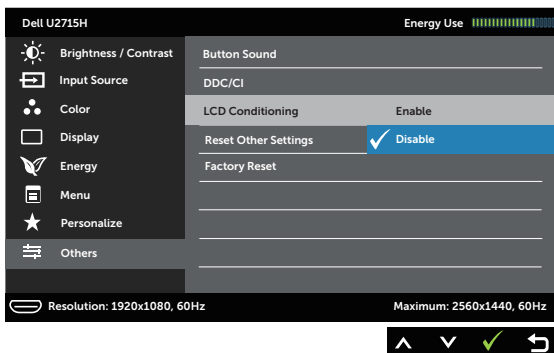 Dell U2715H Energy Use
Brightness / Contrast Button Sound
Input Source DDC/CI
Color LCD Conditioning Enable
Display Reset Other Settings Disable
Energy Factory Reset
Menu
Personalize
Others
Resolution: 1920x1080, 60Hz Maximum: 2560x1440, 60Hz